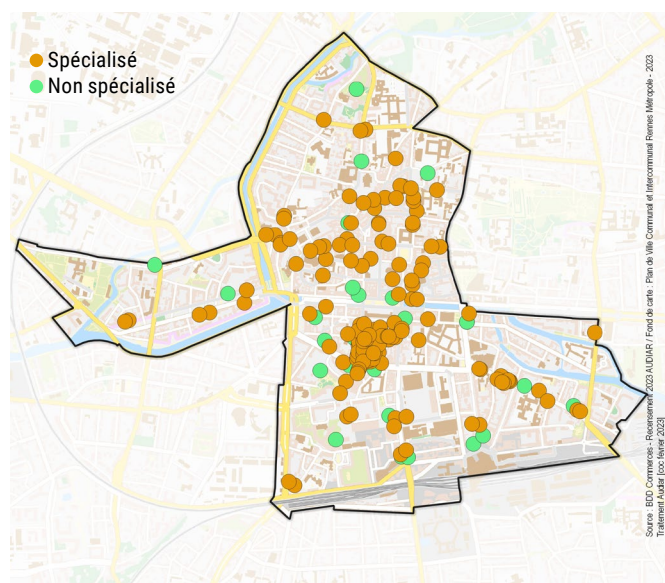 Spécialisé
Non spécialisé
Source : BDD Commerces - Recensement 2023 AUDIAR / Fond de carte : Plan de Ville Communal et Intercommunal Rennes Métropole - 2023
Traitement Audiar [coc février 2023]